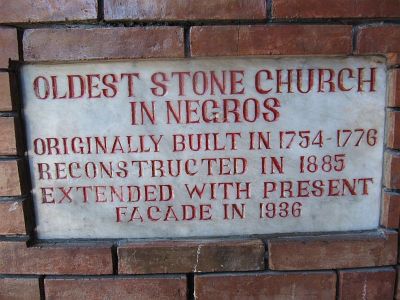 OLDEST STONE CHURCH
IN NEGROS
ORIGINALLY BUILT IN 1754-1776
RECONSTRUCTED IN 1885
EXTENDED WITH PRESENT
FACADE IN 1936